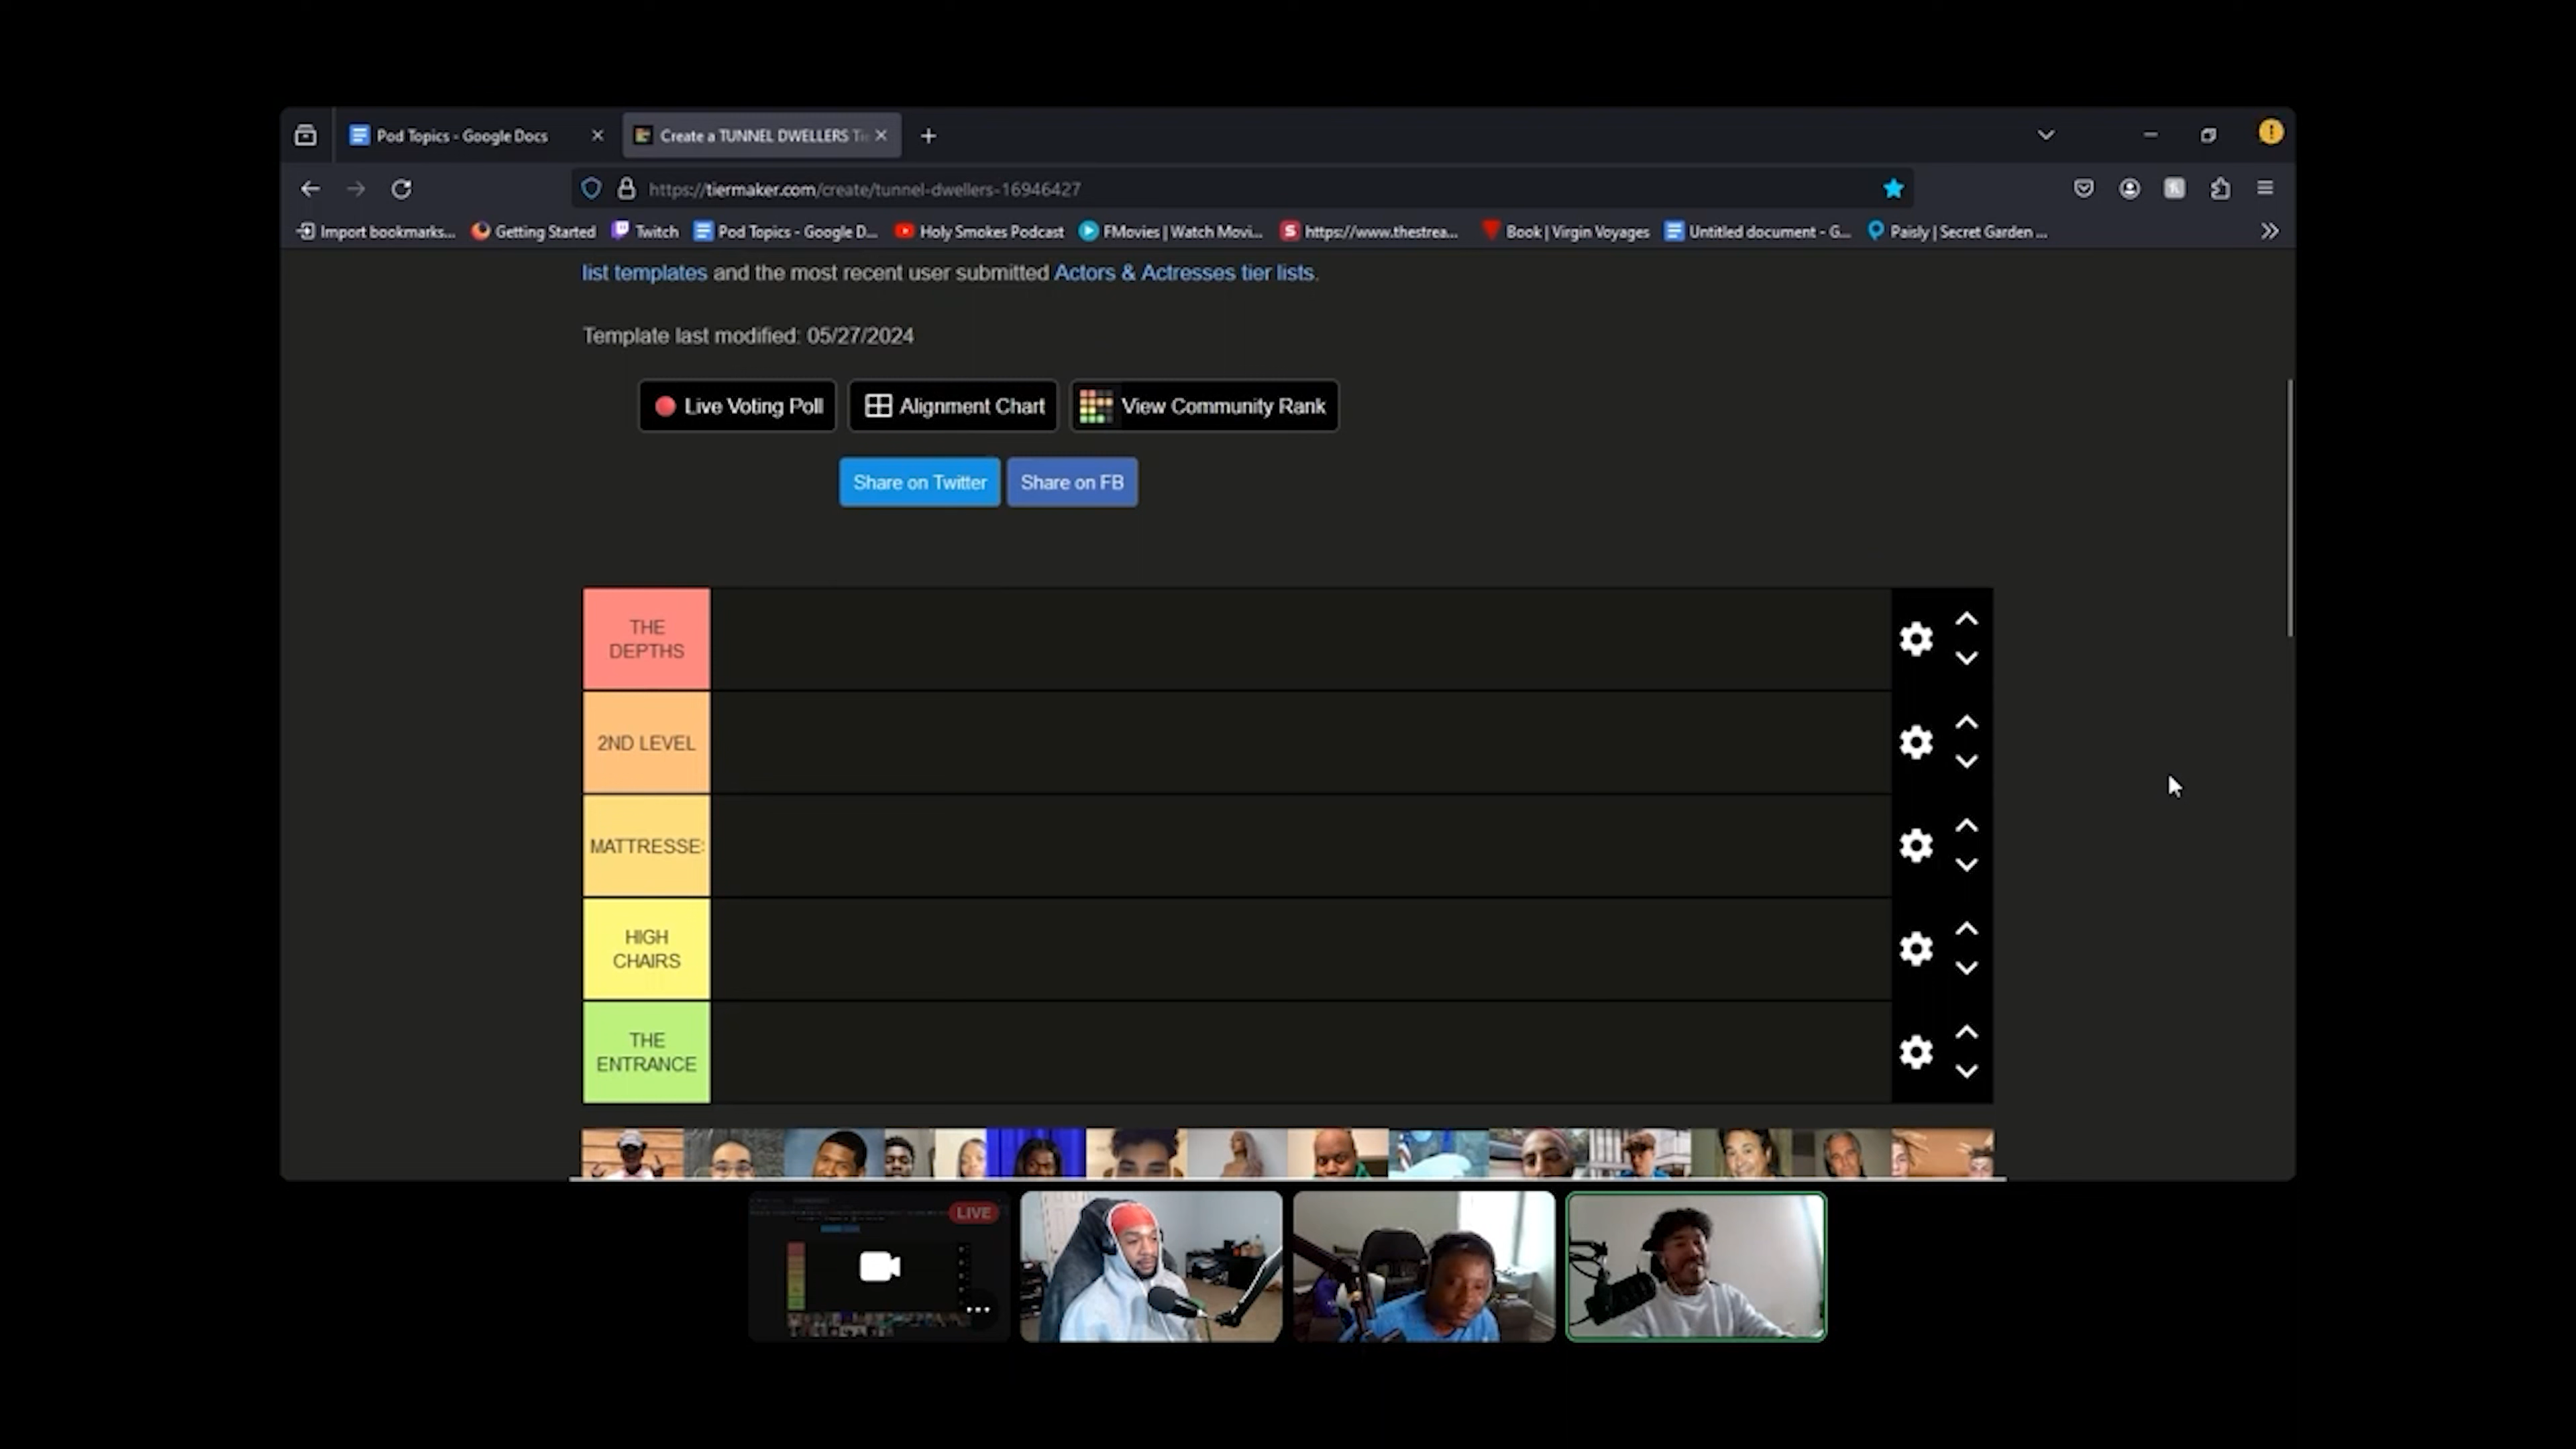 Pod Topics - Google Docs
Create a TUNNEL DWELLERS Tie
https://tiermaker.com/create/tunnel-dwellers-16946427
Import bookmarks...
Getting Started
Twitch
Pod Topics - Google D...
Holy Smokes Podcast
FMovies | Watch Movi...
https://www.thestrea...
Book | Virgin Voyages
Untitled document - G...
Paisly | Secret Garden ...
list templates and the most recent user submitted Actors & Actresses tier lists.
Template last modified: 05/27/2024
Live Voting Poll
Alignment Chart
View Community Rank
Share on Twitter
Share on FB
THE
DEPTHS
2ND LEVEL
MATTRESSES
HIGH
CHAIRS
THE
ENTRANCE
LIVE